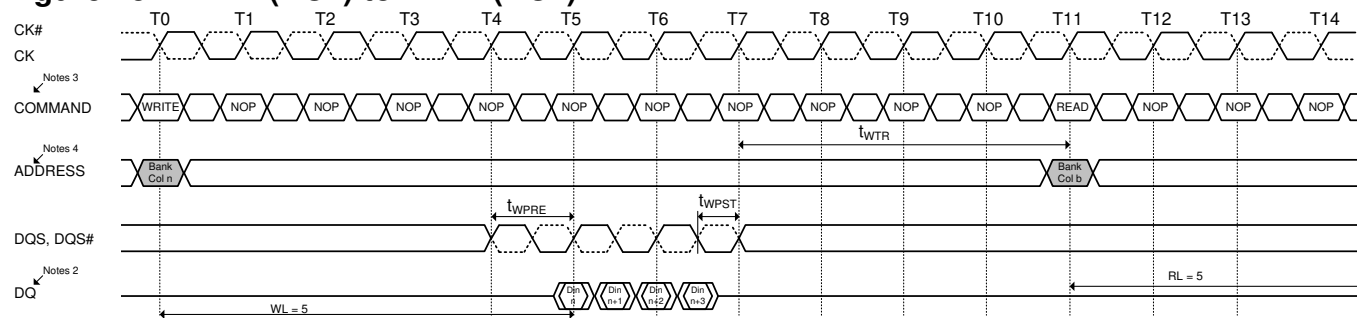 T0 T1 T2 T3 T4 T5 T6 T7 T8 T9 T10 T11 T12 T13 T14
CK#
CK
Notes 3
COMMAND WRITE NOP NOP NOP NOP NOP NOP NOP NOP NOP NOP READ NOP NOP NOP
tWTR
Notes 4
ADDRESS
Bank Bank
Col n Col b
tWPRE tWPST
DQS, DQS#
Notes 2
DQ
Din Din Din Din
n n+1 n+2 n+3
RL = 5
WL = 5